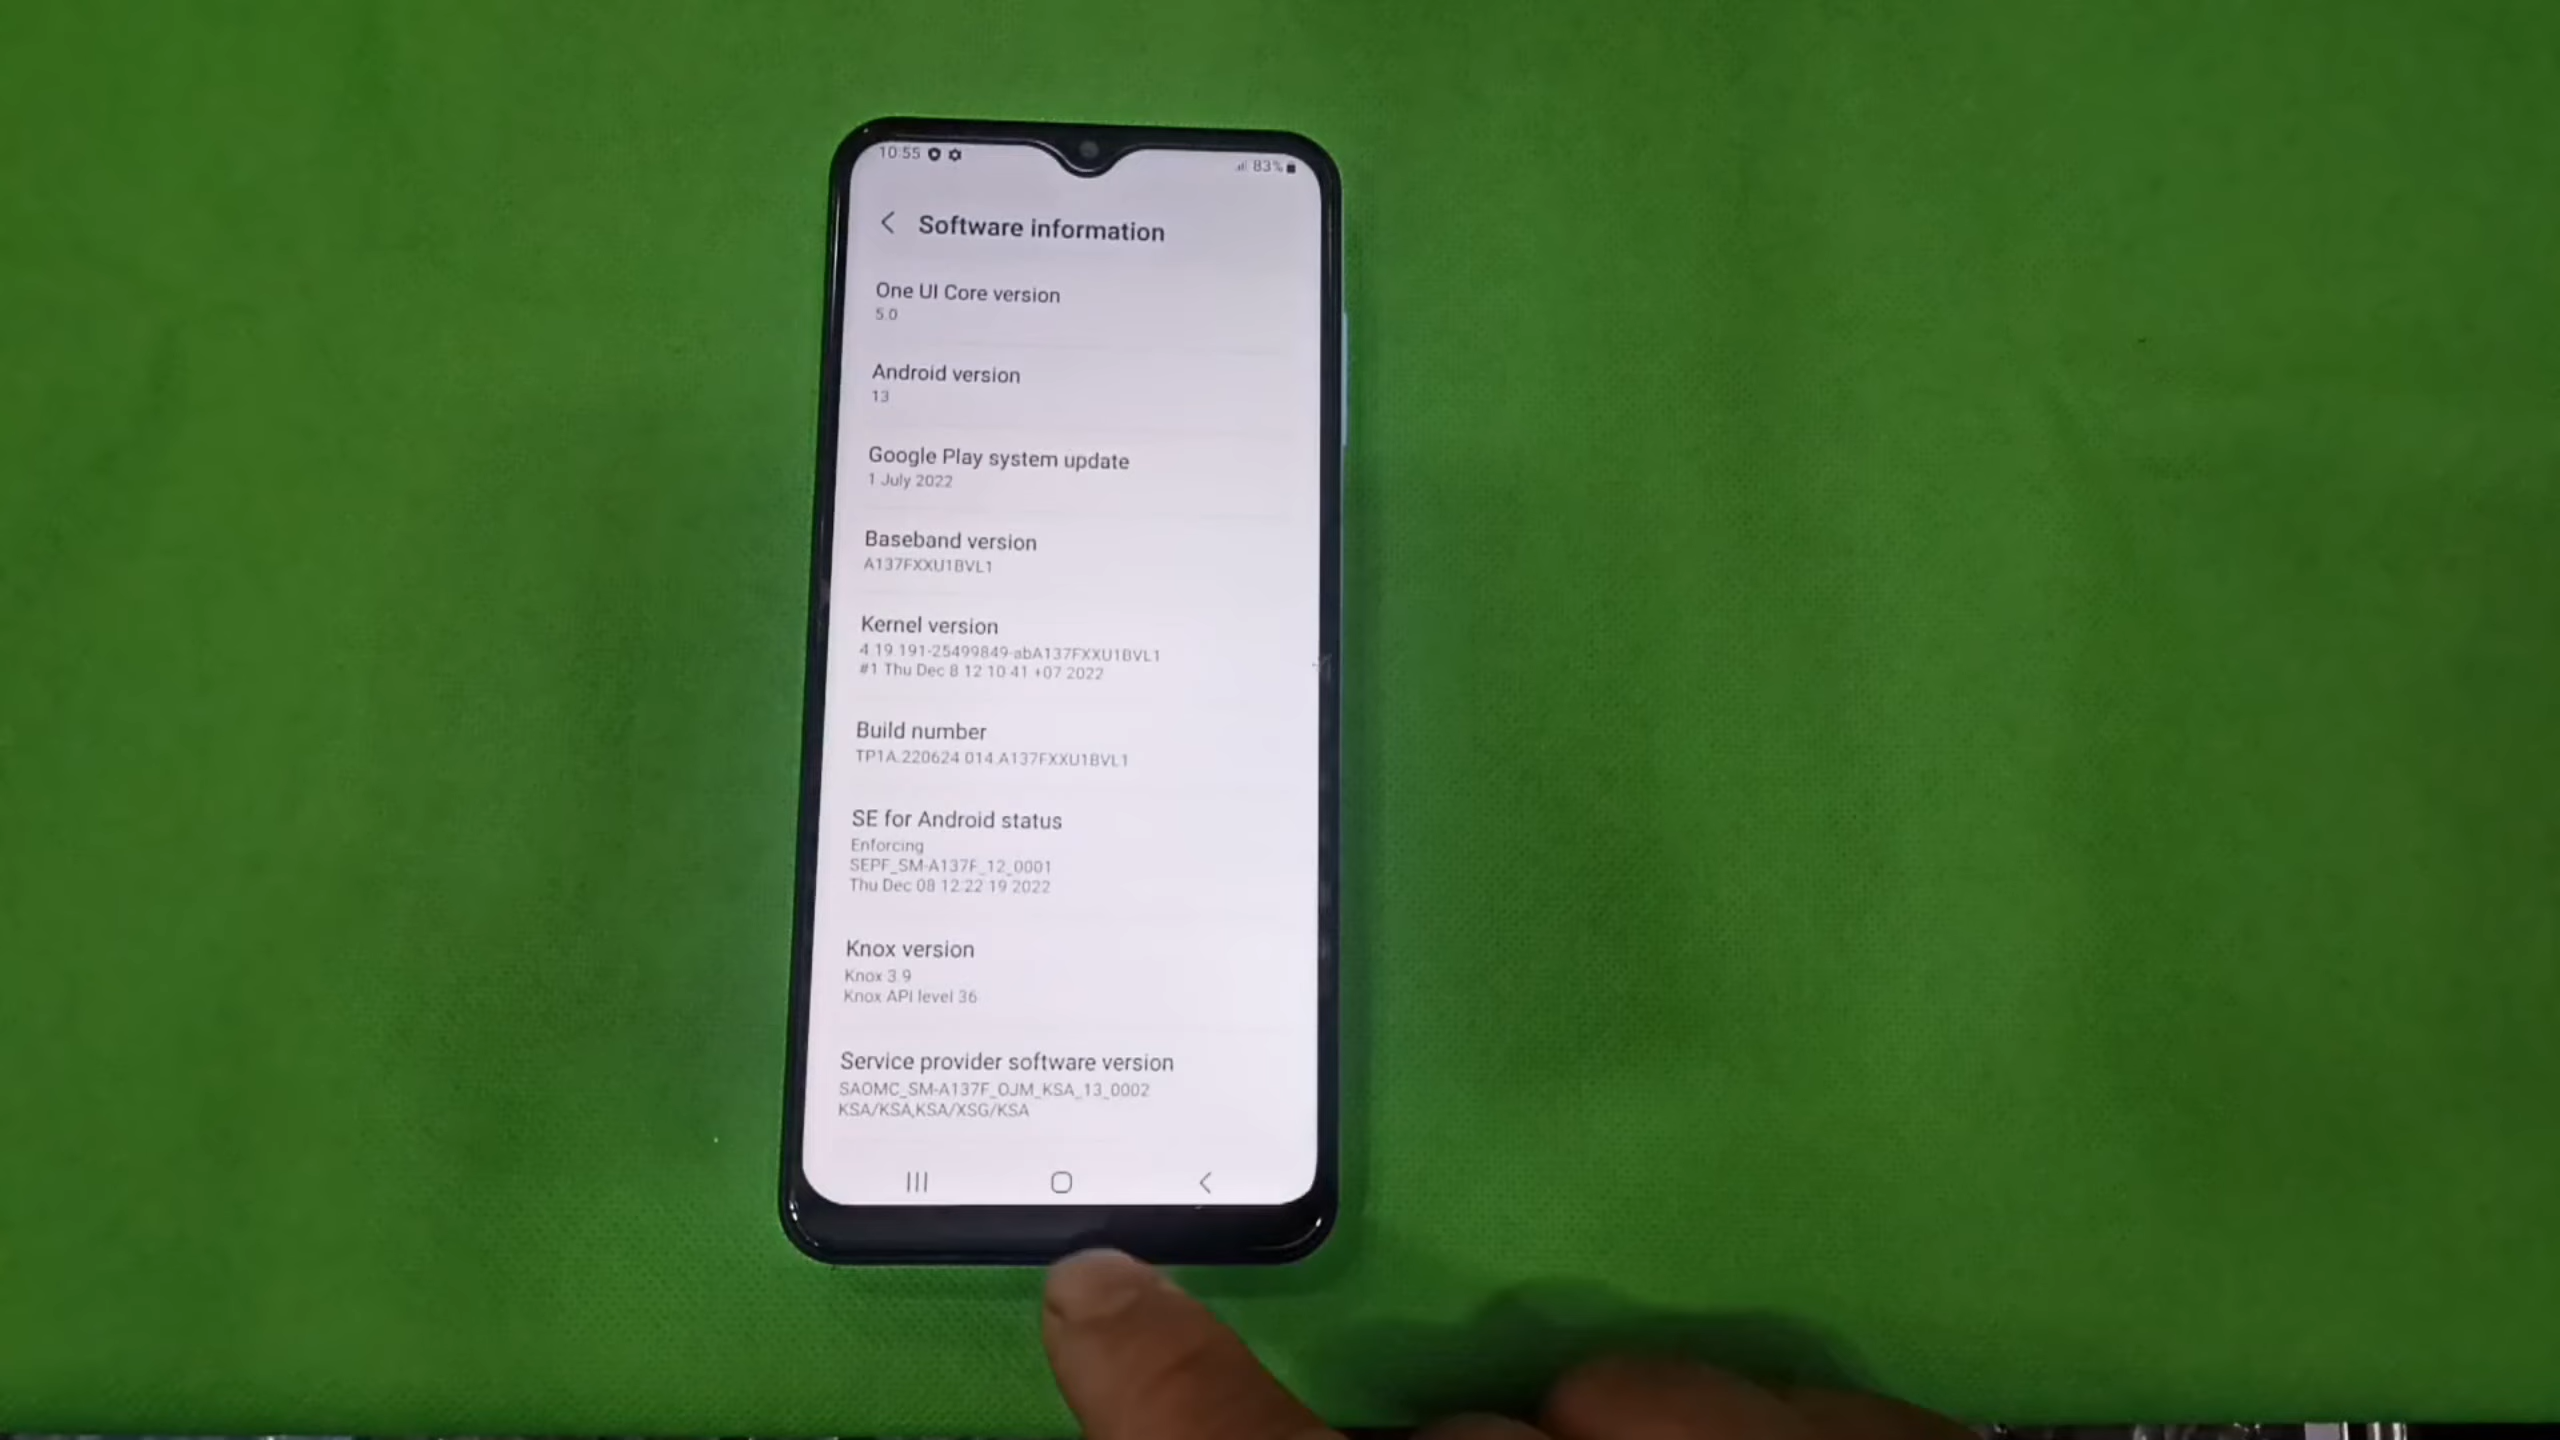 10:55
83%
Software information
One UI Core version
5.0
Android version
13
Google Play system update
1 July 2022
Baseband version
A137FXXU1BVL1
Kernel version
4.19.191-25499849-abA137FXXU1BVL1
#1 Thu Dec 8 12:10:41 +07 2022
Build number
TP1A.220624.014.A137FXXU1BVL1
SE for Android status
Enforcing
SEPF_SM-A137F_12_0001
Thu Dec 08 12:22:19 2022
Knox version
Knox 3.9
Knox API level 36
Service provider software version
SAOMC_SM-A137F_OJM_KSA_13_0002
KSA/KSA,KSA/XSG/KSA